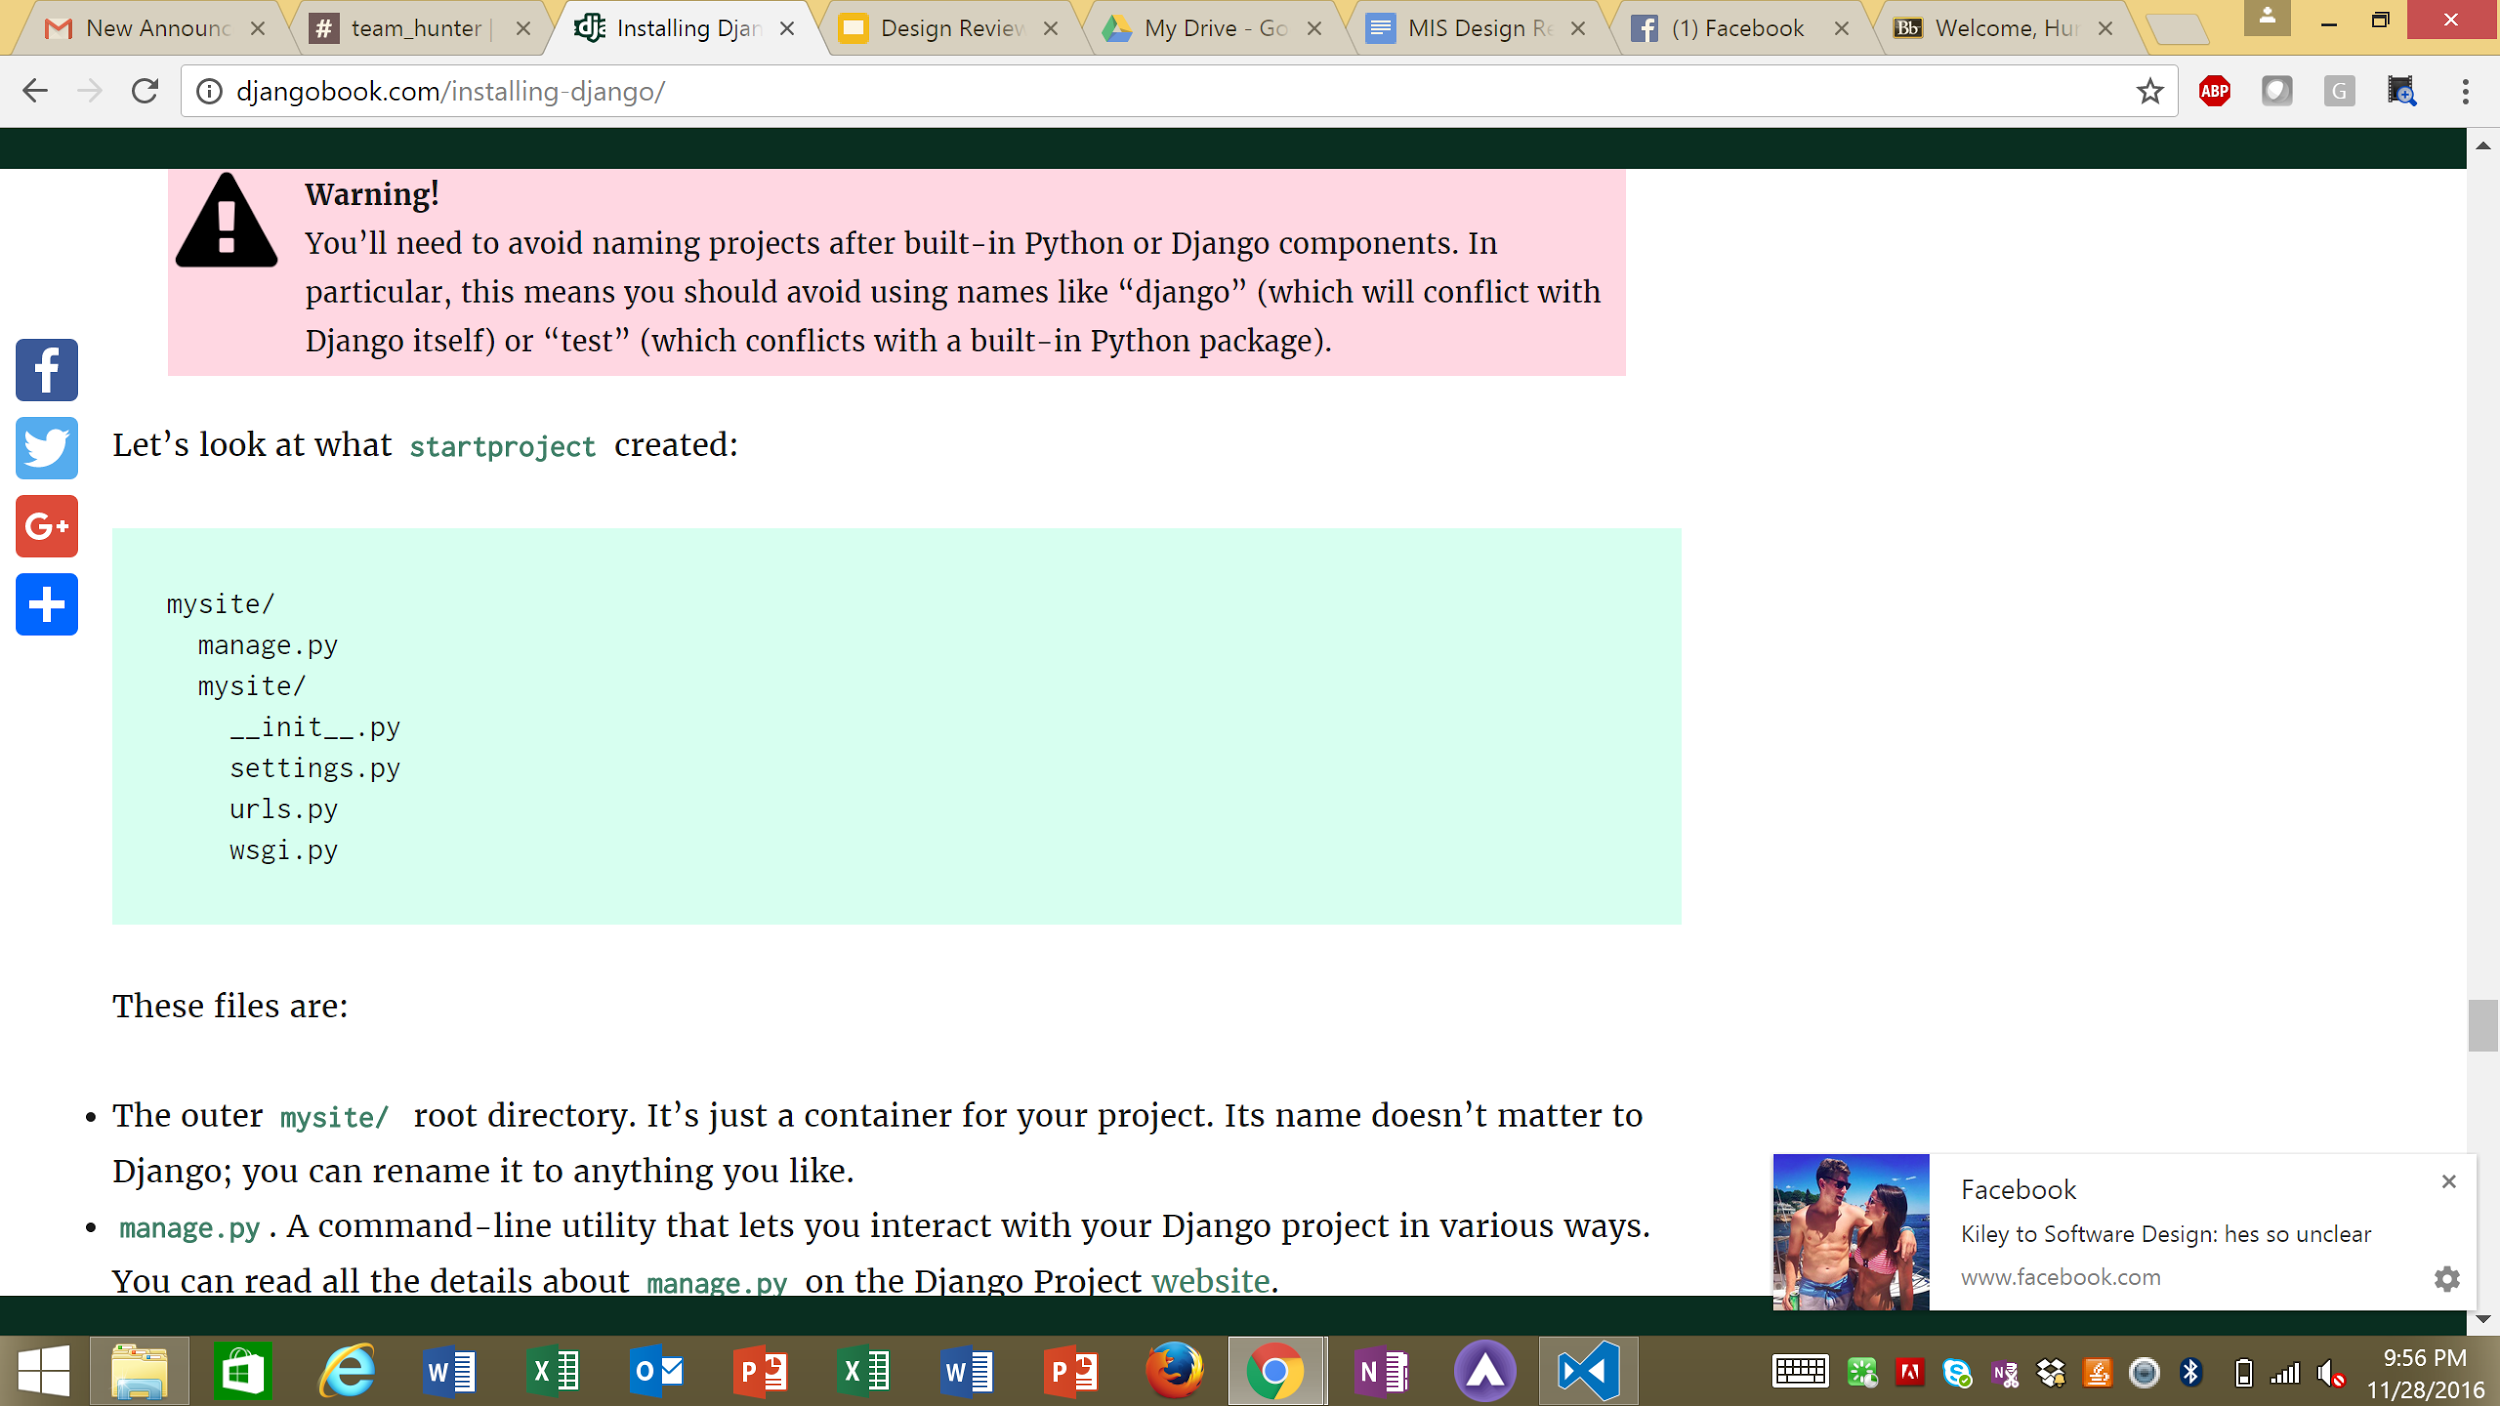 New Announc
team_hunter |
Installing Djan
Design Review
My Drive - Go
MIS Design Re
(1) Facebook
Welcome, Hun
djangobook.com/installing-django/
ABP
G
Warning!
You’ll need to avoid naming projects after built-in Python or Django components. In
particular, this means you should avoid using names like “django” (which will conflict with
Django itself) or “test” (which conflicts with a built-in Python package).
Let’s look at what startproject created:
mysite/
manage.py
mysite/
__init__.py
settings.py
urls.py
wsgi.py
These files are:
• The outer mysite/ root directory. It’s just a container for your project. Its name doesn’t matter to
Django; you can rename it to anything you like.
• manage.py. A command-line utility that lets you interact with your Django project in various ways.
You can read all the details about manage.py on the Django Project website.
Facebook
Kiley to Software Design: hes so unclear
www.facebook.com
9:56 PM
11/28/2016